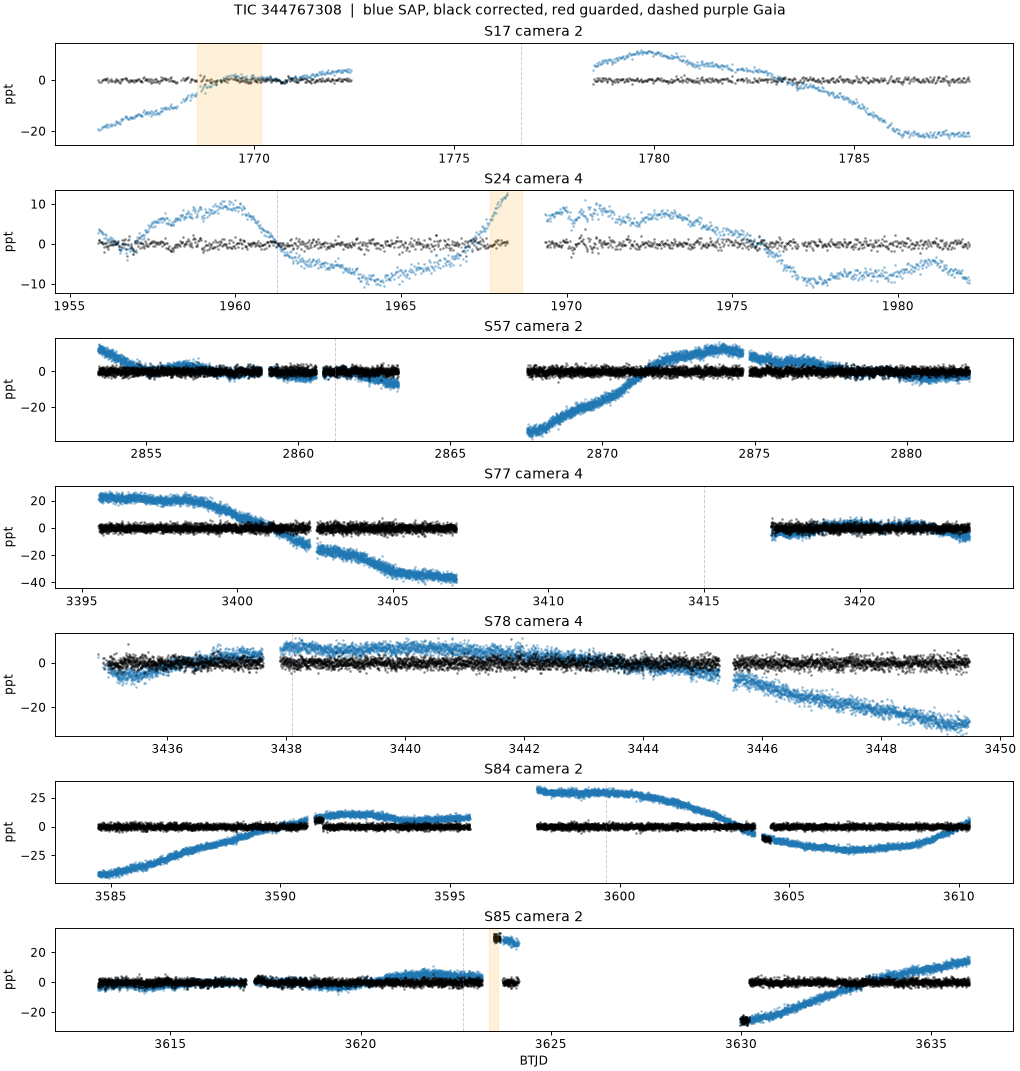 TIC 344767308 | blue SAP, black corrected, red guarded, dashed purple Gaia
S17 camera 2
ppt
0
−20
1770 1775 1780 1785
S24 camera 4
ppt
10
0
−10
1955 1960 1965 1970 1975 1980
S57 camera 2
ppt
0
−20
2855 2860 2865 2870 2875 2880
S77 camera 4
ppt
20
0
−20
−40
3395 3400 3405 3410 3415 3420
S78 camera 4
ppt
0
−20
3436 3438 3440 3442 3444 3446 3448 3450
S84 camera 2
ppt
25
0
−25
3585 3590 3595 3600 3605 3610
S85 camera 2
ppt
20
0
−20
3615 3620 3625 3630 3635
BTJD